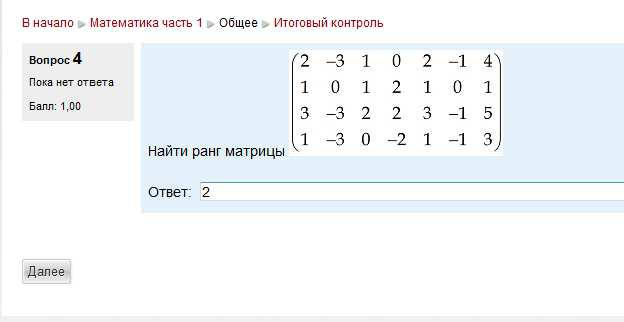 В начало ▶ Математика часть 1 ▶ Общее ▶ Итоговый контроль
Вопрос 4
Пока нет ответа
Балл: 1,00
Найти ранг матрицы
2 –3 1 0 2 –1 4
1 0 1 2 1 0 1
3 –3 2 2 3 –1 5
1 –3 0 –2 1 –1 3
Ответ: 2
Далее